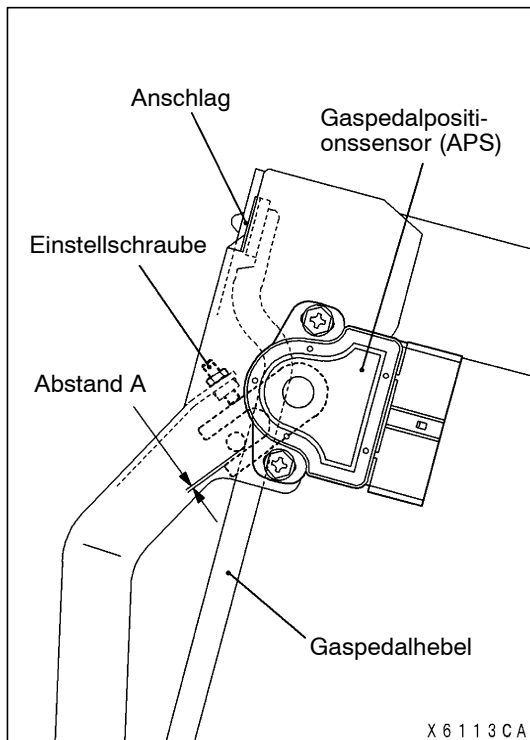 Anschlag
Gaspedalpositi-
onssensor (APS)
Einstellschraube
Abstand A
Gaspedalhebel
X6113CA